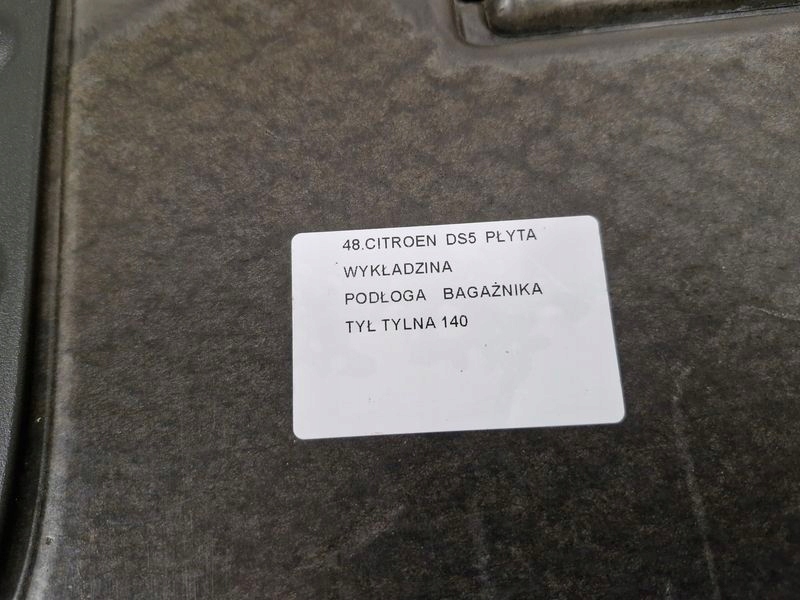 48.CITROEN DS5 PŁYTA
WYKŁADZINA
PODŁOGA BAGAŻNIKA
TYŁ TYLNA 140